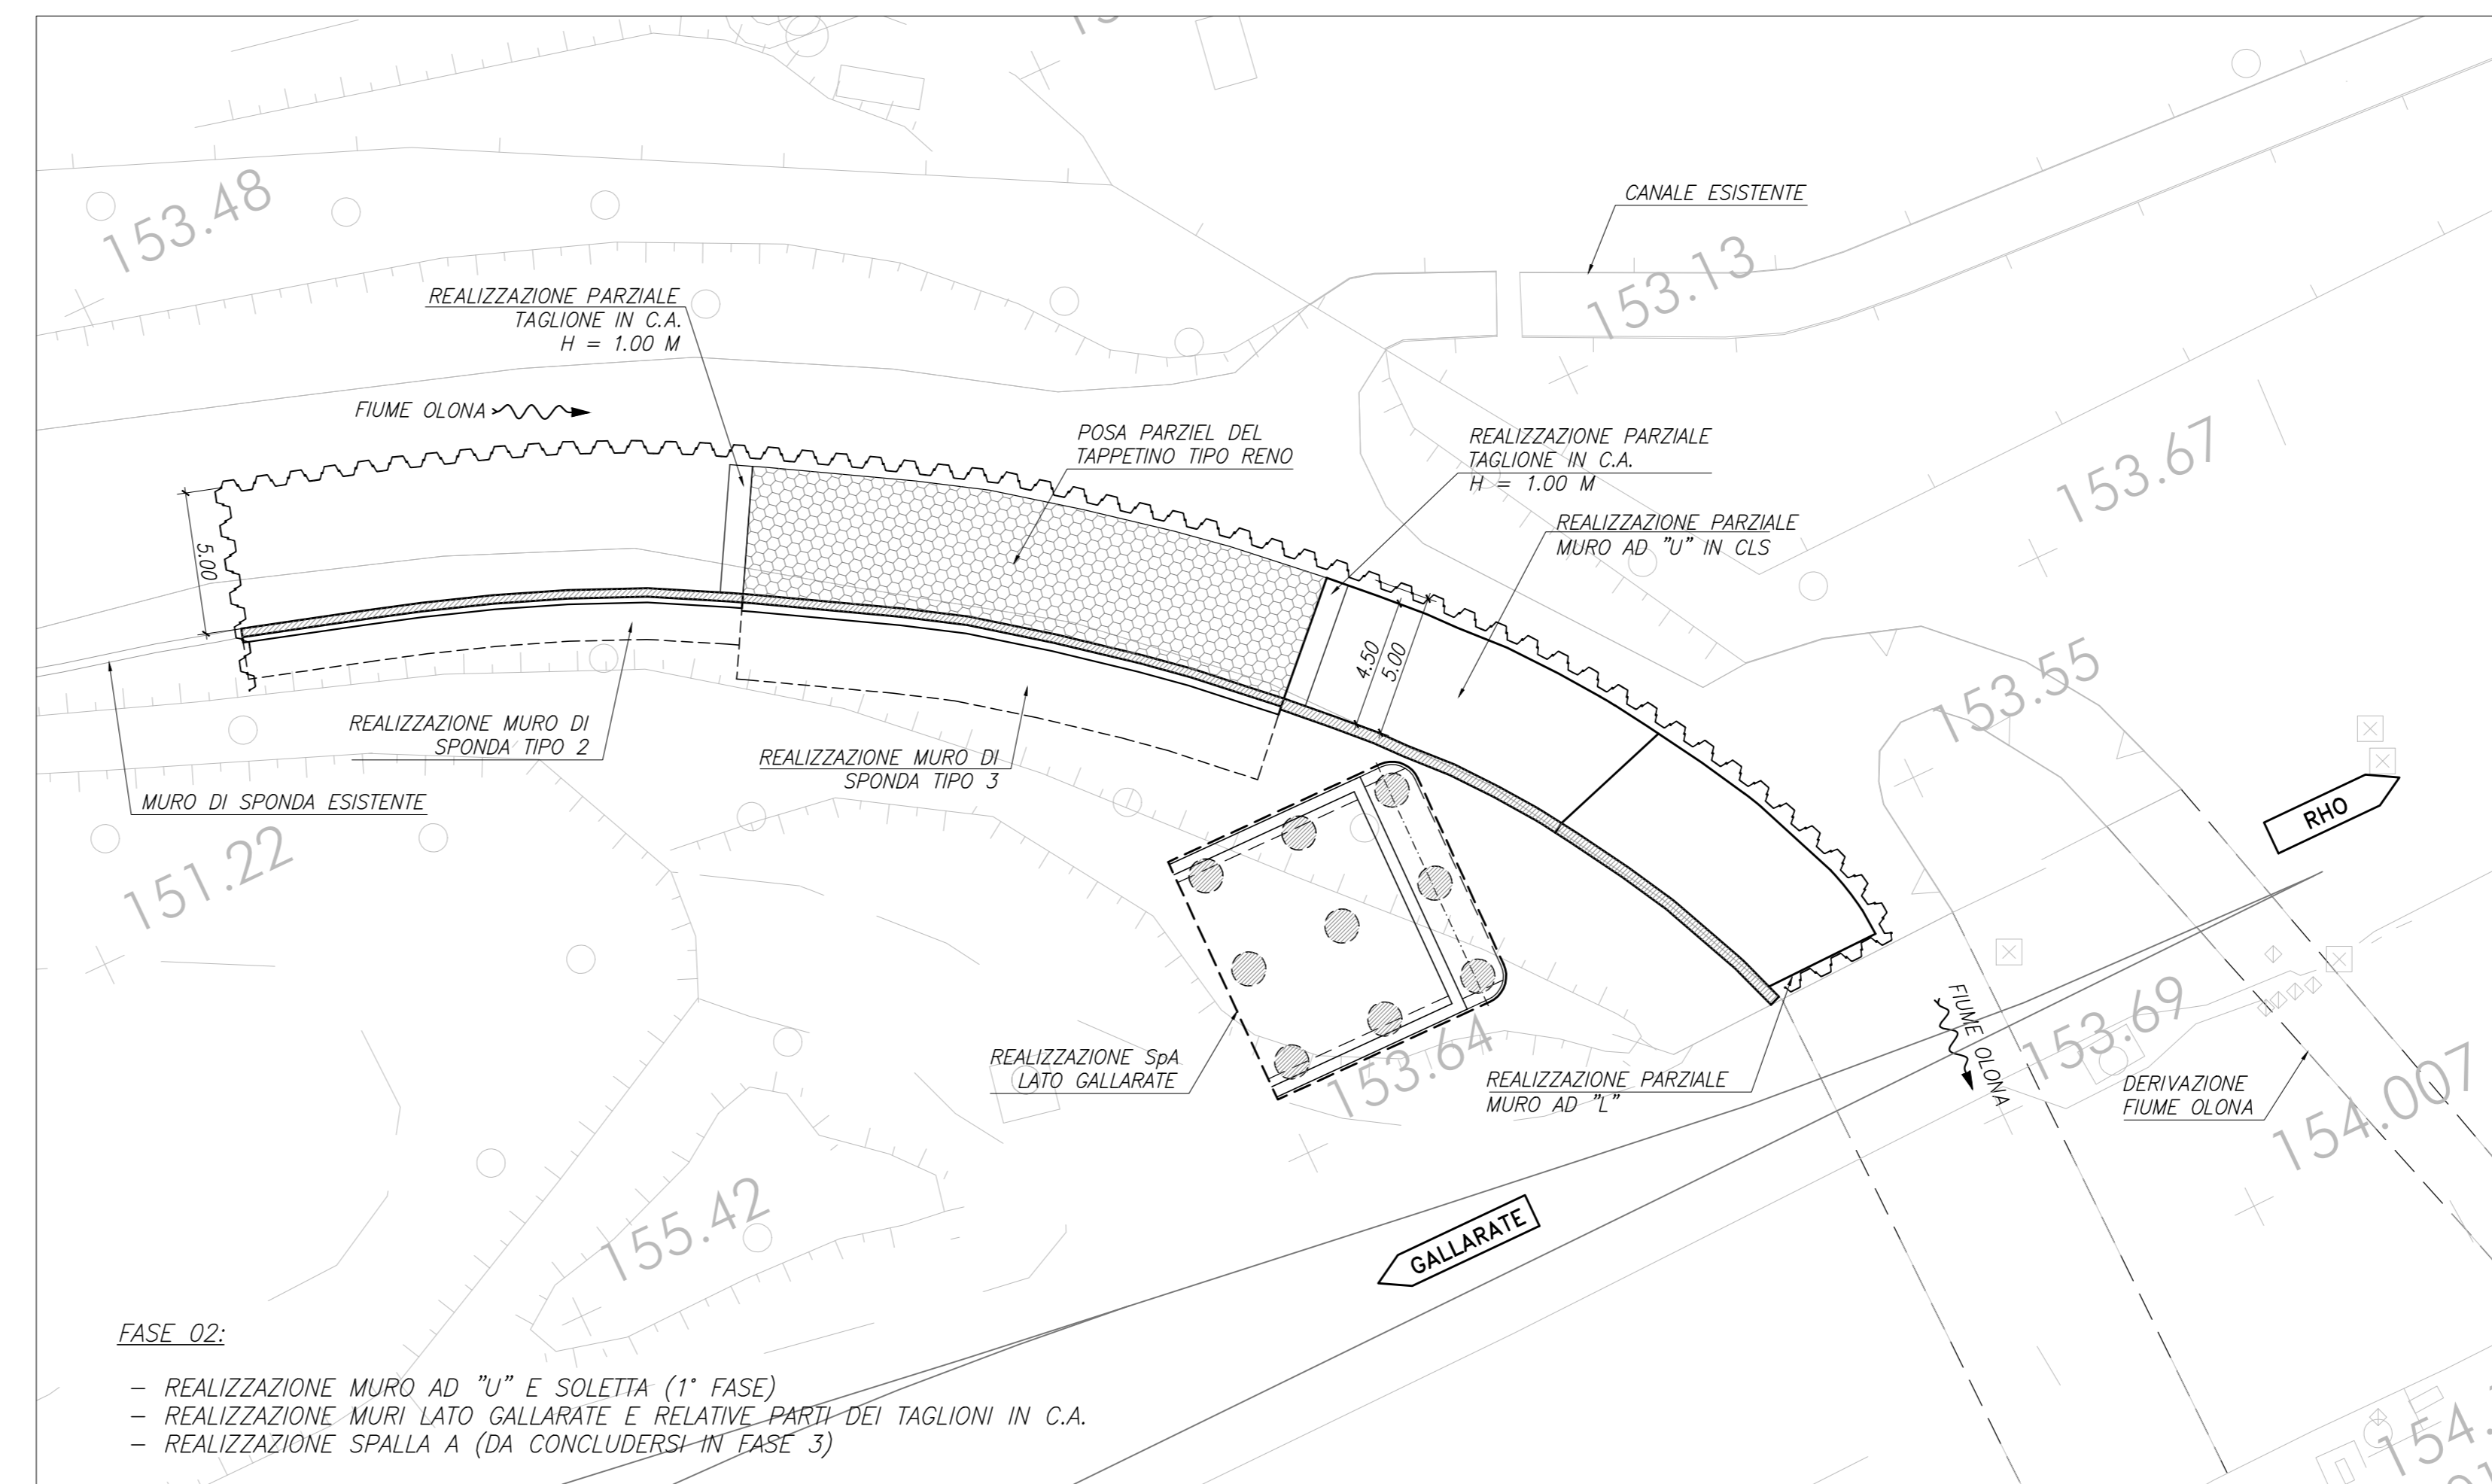 153.48
CANALE ESISTENTE
153.13
REALIZZAZIONE PARZIALE
TAGLIONE IN C.A.
H = 1.00 M
FIUME OLONA
POSA PARZIEL DEL
TAPPETINO TIPO RENO
REALIZZAZIONE PARZIALE
TAGLIONE IN C.A.
H = 1.00 M
153.67
REALIZZAZIONE PARZIALE
MURO AD "U" IN CLS
5.00
4.50
5.00
153.55
REALIZZAZIONE MURO DI
SPONDA TIPO 2
REALIZZAZIONE MURO DI
SPONDA TIPO 3
MURO DI SPONDA ESISTENTE
RHO
151.22
FIUME OLONA
153.69
REALIZZAZIONE SpA
LATO GALLARATE
153.64
REALIZZAZIONE PARZIALE
MURO AD "L"
DERIVAZIONE
FIUME OLONA
154.007
155.42
GALLARATE
FASE 02:
- REALIZZAZIONE MURO AD "U" E SOLETTA (1° FASE)
- REALIZZAZIONE MURI LATO GALLARATE E RELATIVE PARTI DEI TAGLIONI IN C.A.
- REALIZZAZIONE SPALLA A (DA CONCLUDERSI IN FASE 3)
154.